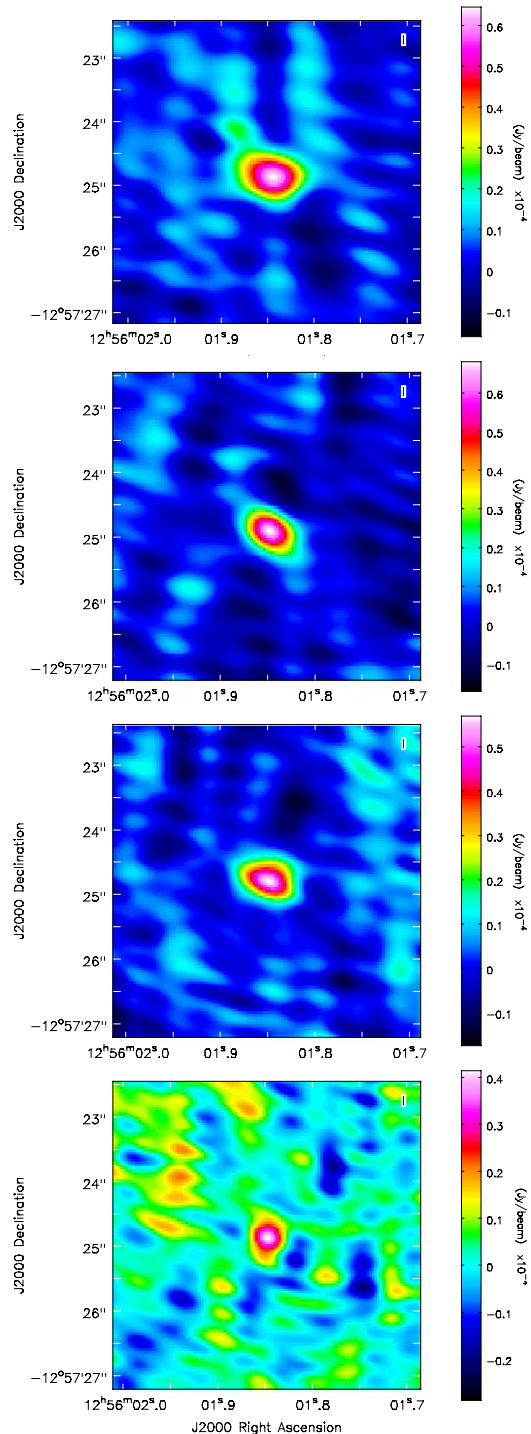 I
0.6
23"
0.5
24"
0.4
0.3
J2000 Declination
(Jy/beam) ×10⁻⁴
25"
0.2
0.1
26"
0
−0.1
−12°57'27"
12ʰ56ᵐ02ˢ.0 01ˢ.9 01ˢ.8 01ˢ.7
I
0.6
23"
0.5
0.4
24"
0.3
J2000 Declination
(Jy/beam) ×10⁻⁴
25"
0.2
0.1
26"
0
−0.1
−12°57'27"
12ʰ56ᵐ02ˢ.0 01ˢ.9 01ˢ.8 01ˢ.7
I
0.5
23"
0.4
24"
0.3
J2000 Declination
(Jy/beam) ×10⁻⁴
0.2
25"
0.1
26"
0
−0.1
−12°57'27"
12ʰ56ᵐ02ˢ.0 01ˢ.9 01ˢ.8 01ˢ.7
I
0.4
23"
0.3
24"
0.2
J2000 Declination
(Jy/beam) ×10⁻⁴
0.1
25"
0
26"
−0.1
−0.2
−12°57'27"
12ʰ56ᵐ02ˢ.0 01ˢ.9 01ˢ.8 01ˢ.7
J2000 Right Ascension